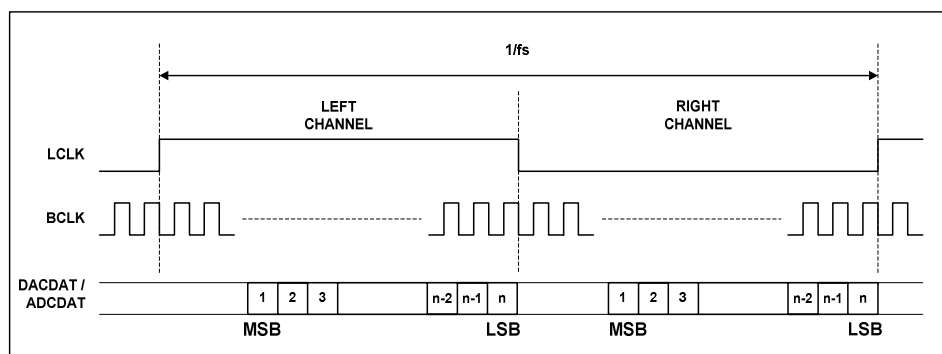 1/fs
LEFT
CHANNEL
RIGHT
CHANNEL
LCLK
BCLK
DACDAT /
ADCDAT
1 2 3 n-2 n-1 n 1 2 3 n-2 n-1 n
MSB LSB MSB LSB